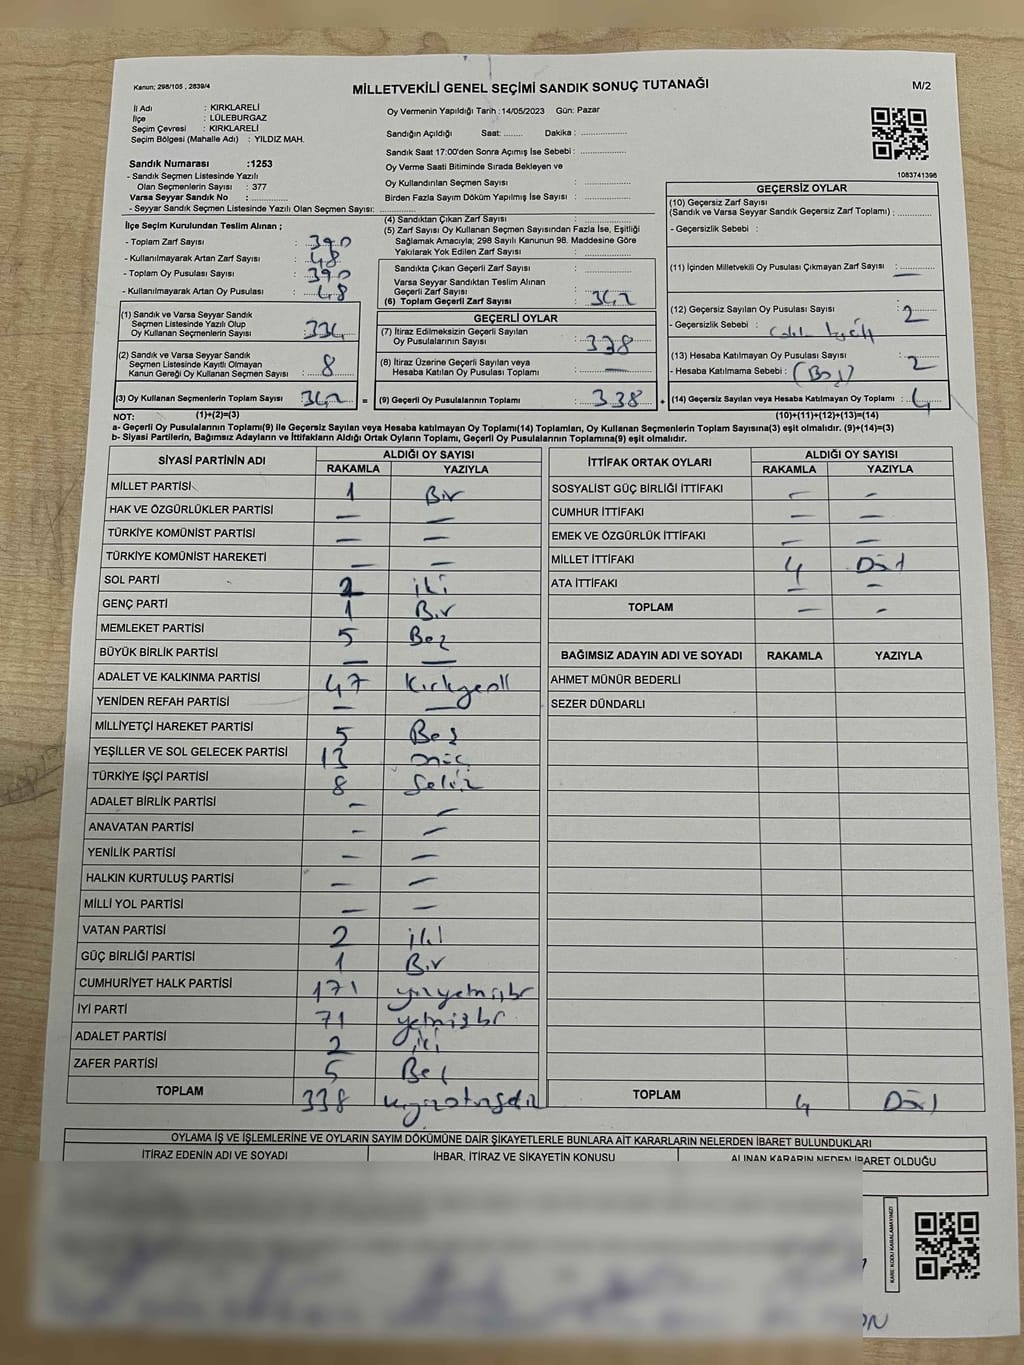 Kanun; 298/105 , 2839/4
MİLLETVEKİLİ GENEL SEÇİMİ SANDIK SONUÇ TUTANAĞI
M/2
İl Adı : KIRKLARELİ
İlçe : LÜLEBURGAZ
Seçim Çevresi : KIRKLARELİ
Seçim Bölgesi (Mahalle Adı) : YILDIZ MAH.
Sandık Numarası :1253
- Sandık Seçmen Listesinde Yazılı
Olan Seçmenlerin Sayısı : 377
Varsa Seyyar Sandık No :
- Seyyar Sandık Seçmen Listesinde Yazılı Olan Seçmen Sayısı:
Oy Vermenin Yapıldığı Tarih :14/05/2023 Gün: Pazar
Sandığın Açıldığı Saat: Dakika :
Sandık Saat 17:00'den Sonra Açımış İse Sebebi :
Oy Verme Saati Bitiminde Sırada Bekleyen ve
Oy Kullandırılan Seçmen Sayısı :
Birden Fazla Sayım Döküm Yapılmış İse Sayısı :
1083741396
İlçe Seçim Kurulundan Teslim Alınan ;
- Toplam Zarf Sayısı : 390
- Kullanılmayarak Artan Zarf Sayısı : 48
- Toplam Oy Pusulası Sayısı : 390
- Kullanılmayarak Artan Oy Pusulası : 48
(1) Sandık ve Varsa Seyyar Sandık
Seçmen Listesinde Yazılı Olup
Oy Kullanan Seçmenlerin Sayısı : 334
(2) Sandık ve Varsa Seyyar Sandık
Seçmen Listesinde Kayıtlı Olmayan
Kanun Gereği Oy Kullanan Seçmen Sayısı : 8
(3) Oy Kullanan Seçmenlerin Toplam Sayısı : 342
(4) Sandıktan Çıkan Zarf Sayısı :
(5) Zarf Sayısı Oy Kullanan Seçmen Sayısından Fazla İse, Eşitliği
Sağlamak Amacıyla; 298 Sayılı Kanunun 98. Maddesine Göre
Yakılarak Yok Edilen Zarf Sayısı :
Sandıkta Çıkan Geçerli Zarf Sayısı :
Varsa Seyyar Sandıktan Teslim Alınan
Geçerli Zarf Sayısı :
(6) Toplam Geçerli Zarf Sayısı : 342
GEÇERLİ OYLAR
(7) İtiraz Edilmeksizin Geçerli Sayılan
Oy Pusulalarının Sayısı : 338
(8) İtiraz Üzerine Geçerli Sayılan veya
Hesaba Katılan Oy Pusulası Toplamı : —
= (9) Geçerli Oy Pusulalarının Toplamı : 338
GEÇERSİZ OYLAR
(10) Geçersiz Zarf Sayısı
(Sandık ve Varsa Seyyar Sandık Geçersiz Zarf Toplamı) :
- Geçersizlik Sebebi :
(11) İçinden Milletvekili Oy Pusulası Çıkmayan Zarf Sayısı : —
(12) Geçersiz Sayılan Oy Pusulası Sayısı : 2
- Geçersizlik Sebebi :
(13) Hesaba Katılmayan Oy Pusulası Sayısı : 2
- Hesaba Katılmama Sebebi : (Boş)
+ (14) Geçersiz Sayılan veya Hesaba Katılmayan Oy Toplamı : 4
NOT: (1)+(2)=(3) (10)+(11)+(12)+(13)=(14)
a- Geçerli Oy Pusulalarının Toplamı(9) ile Geçersiz Sayılan veya Hesaba katılmayan Oy Toplamı(14) Toplamları, Oy Kullanan Seçmenlerin Toplam Sayısına(3) eşit olmalıdır. (9)+(14)=(3)
b- Siyasi Partilerin, Bağımsız Adayların ve İttifakların Aldığı Ortak Oyların Toplamı, Geçerli Oy Pusulalarının Toplamına(9) eşit olmalıdır.
SİYASİ PARTİNİN ADI ALDIĞI OY SAYISI
RAKAMLA YAZIYLA
MİLLET PARTİSİ 1 Bir
HAK VE ÖZGÜRLÜKLER PARTİSİ — —
TÜRKİYE KOMÜNİST PARTİSİ — —
TÜRKİYE KOMÜNİST HAREKETİ — —
SOL PARTİ 2 iki
GENÇ PARTİ 1 Bir
MEMLEKET PARTİSİ 5 Beş
BÜYÜK BİRLİK PARTİSİ — —
ADALET VE KALKINMA PARTİSİ 47 Kırkyedi
YENİDEN REFAH PARTİSİ — —
MİLLİYETÇİ HAREKET PARTİSİ 5 Beş
YEŞİLLER VE SOL GELECEK PARTİSİ 13 onüç
TÜRKİYE İŞÇİ PARTİSİ 8 Sekiz
ADALET BİRLİK PARTİSİ — —
ANAVATAN PARTİSİ — —
YENİLİK PARTİSİ — —
HALKIN KURTULUŞ PARTİSİ — —
MİLLİ YOL PARTİSİ — —
VATAN PARTİSİ 2 iki
GÜÇ BİRLİĞİ PARTİSİ 1 Bir
CUMHURİYET HALK PARTİSİ 171 yüzyetmişbir
İYİ PARTİ 71 yetmişbir
ADALET PARTİSİ 2 iki
ZAFER PARTİSİ 5 Beş
TOPLAM 338
İTTİFAK ORTAK OYLARI ALDIĞI OY SAYISI
RAKAMLA YAZIYLA
SOSYALİST GÜÇ BİRLİĞİ İTTİFAKI — —
CUMHUR İTTİFAKI — —
EMEK VE ÖZGÜRLÜK İTTİFAKI — —
MİLLET İTTİFAKI 4 Dört
ATA İTTİFAKI — —
TOPLAM — —
BAĞIMSIZ ADAYIN ADI VE SOYADI RAKAMLA YAZIYLA
AHMET MÜNÜR BEDERLİ
SEZER DÜNDARLI
TOPLAM 4 Dört
OYLAMA İŞ VE İŞLEMLERİNE VE OYLARIN SAYIM DÖKÜMÜNE DAİR ŞİKAYETLERLE BUNLARA AİT KARARLARIN NELERDEN İBARET BULUNDUKLARI
İTİRAZ EDENİN ADI VE SOYADI İHBAR, İTİRAZ VE ŞİKAYETİN KONUSU ALINAN KARARIN NEDEN İBARET OLDUĞU
KARE KODU KARALAMAYINIZ!